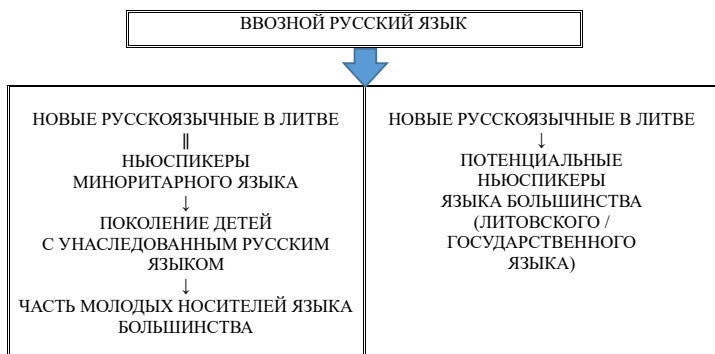 ВВОЗНОЙ РУССКИЙ ЯЗЫК
НОВЫЕ РУССКОЯЗЫЧНЫЕ В ЛИТВЕ
ǁ
НЬЮСПИКЕРЫ
МИНОРИТАРНОГО ЯЗЫКА
↓
ПОКОЛЕНИЕ ДЕТЕЙ
С УНАСЛЕДОВАННЫМ РУССКИМ
ЯЗЫКОМ
↓
ЧАСТЬ МОЛОДЫХ НОСИТЕЛЕЙ ЯЗЫКА
БОЛЬШИНСТВА
НОВЫЕ РУССКОЯЗЫЧНЫЕ В ЛИТВЕ
↓
ПОТЕНЦИАЛЬНЫЕ
НЬЮСПИКЕРЫ
ЯЗЫКА БОЛЬШИНСТВА
(ЛИТОВСКОГО /
ГОСУДАРСТВЕННОГО
ЯЗЫКА)